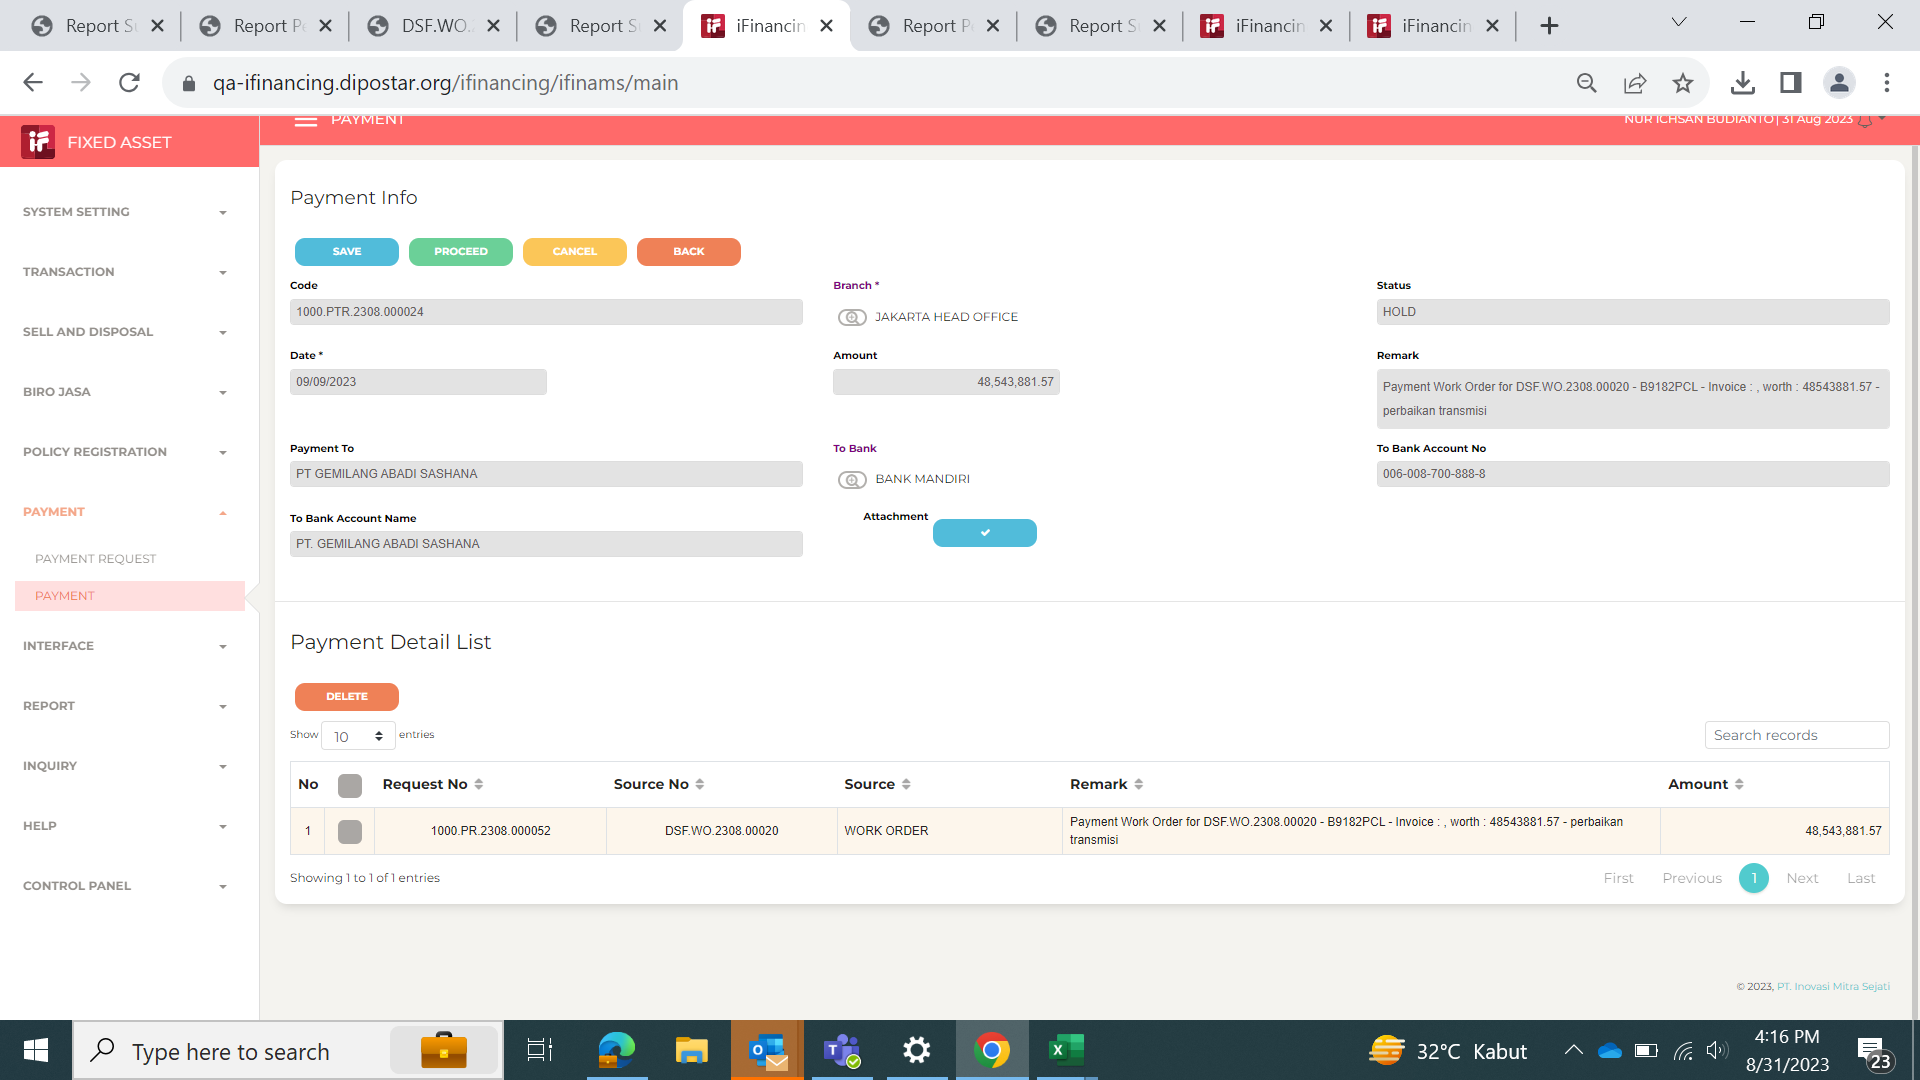 Report S
Report P
DSF.WO.
Report S
iFinancin
Report P
Report S
iFinancin
iFinancin
qa-ifinancing.dipostar.org/ifinancing/ifinams/main
iF FIXED ASSET
PAYMENT
NUR ICHSAN BUDIANTO | 31 Aug 2023
SYSTEM SETTING
TRANSACTION
SELL AND DISPOSAL
BIRO JASA
POLICY REGISTRATION
PAYMENT
PAYMENT REQUEST
PAYMENT
INTERFACE
REPORT
INQUIRY
HELP
CONTROL PANEL
Payment Info
SAVE PROCEED CANCEL BACK
Code
1000.PTR.2308.000024
Branch *
JAKARTA HEAD OFFICE
Status
HOLD
Date *
09/09/2023
Amount
48,543,881.57
Remark
Payment Work Order for DSF.WO.2308.00020 - B9182PCL - Invoice : , worth : 48543881.57 -
perbaikan transmisi
Payment To
PT GEMILANG ABADI SASHANA
To Bank
BANK MANDIRI
To Bank Account No
006-008-700-888-8
To Bank Account Name
PT. GEMILANG ABADI SASHANA
Attachment
Payment Detail List
DELETE
Show 10 entries
Search records
No Request No Source No Source Remark Amount
1 1000.PR.2308.000052 DSF.WO.2308.00020 WORK ORDER Payment Work Order for DSF.WO.2308.00020 - B9182PCL - Invoice : , worth : 48543881.57 - perbaikan
transmisi
48,543,881.57
Showing 1 to 1 of 1 entries
First Previous 1 Next Last
© 2023, PT. Inovasi Mitra Sejati
Type here to search
32°C Kabut
4:16 PM
8/31/2023
23